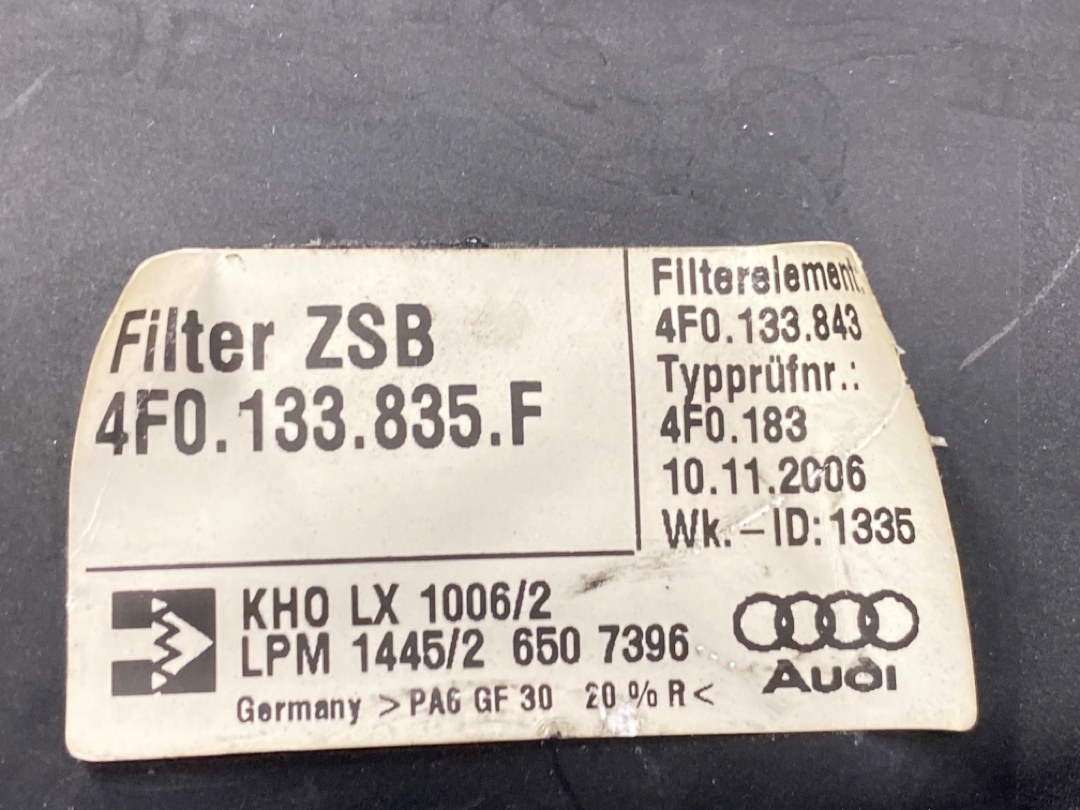 Filter ZSB
4F0.133.835.F
Filterelement:
4F0.133.843
Typprüfnr.:
4F0.183
10.11.2006
Wk.-ID: 1335
KHO LX 1006/2
LPM 1445/2 650 7396
Germany >PA6 GF 30 20 % R<
Audi